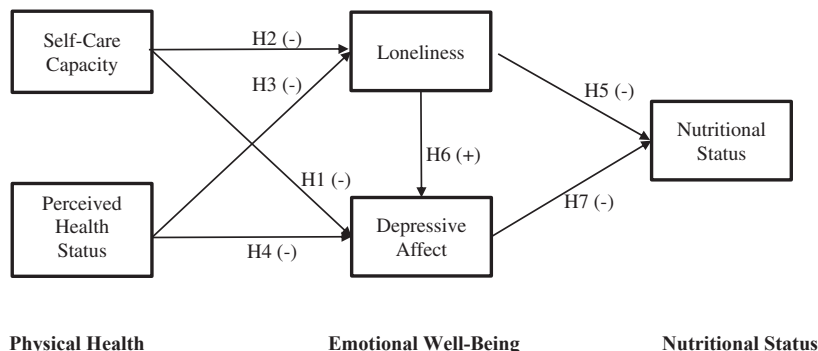 Self-Care
Capacity
H2 (-)
Loneliness
H3 (-)
H5 (-)
Nutritional
Status
H6 (+)
H1 (-)
Perceived
Health
Status
H4 (-)
Depressive
Affect
H7 (-)
Physical Health
Emotional Well-Being
Nutritional Status